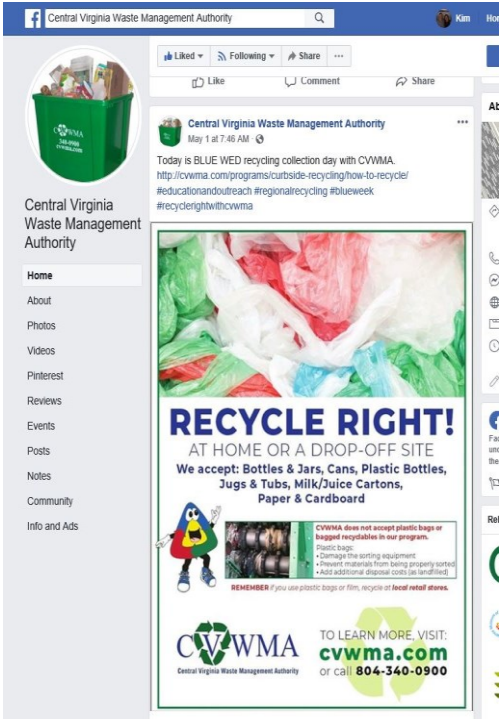 Central Virginia Waste Management Authority
Kim
Liked
Following
Share
Like
Comment
Share
CVWMA
340-0900
cvwma.com
Central Virginia
Waste Management
Authority
Home
About
Photos
Videos
Pinterest
Reviews
Events
Posts
Notes
Community
Info and Ads
Central Virginia Waste Management Authority
May 1 at 7:46 AM
Today is BLUE WED recycling collection day with CVWMA.
http://cvwma.com/programs/curbside-recycling/how-to-recycle/
#educationandoutreach #regionalrecycling #blueweek
#recyclerightwithcvwma
RECYCLE RIGHT!
AT HOME OR A DROP-OFF SITE
We accept: Bottles & Jars, Cans, Plastic Bottles,
Jugs & Tubs, Milk/Juice Cartons,
Paper & Cardboard
CVWMA does not accept plastic bags or
bagged recyclables in our program.
Plastic bags:
• Damage the sorting equipment
• Prevent materials from being properly sorted
• Add additional disposal costs (as landfilled)
REMEMBER if you use plastic bags or film, recycle at local retail stores.
CVWMA
Central Virginia Waste Management Authority
TO LEARN MORE, VISIT:
cvwma.com
or call 804-340-0900